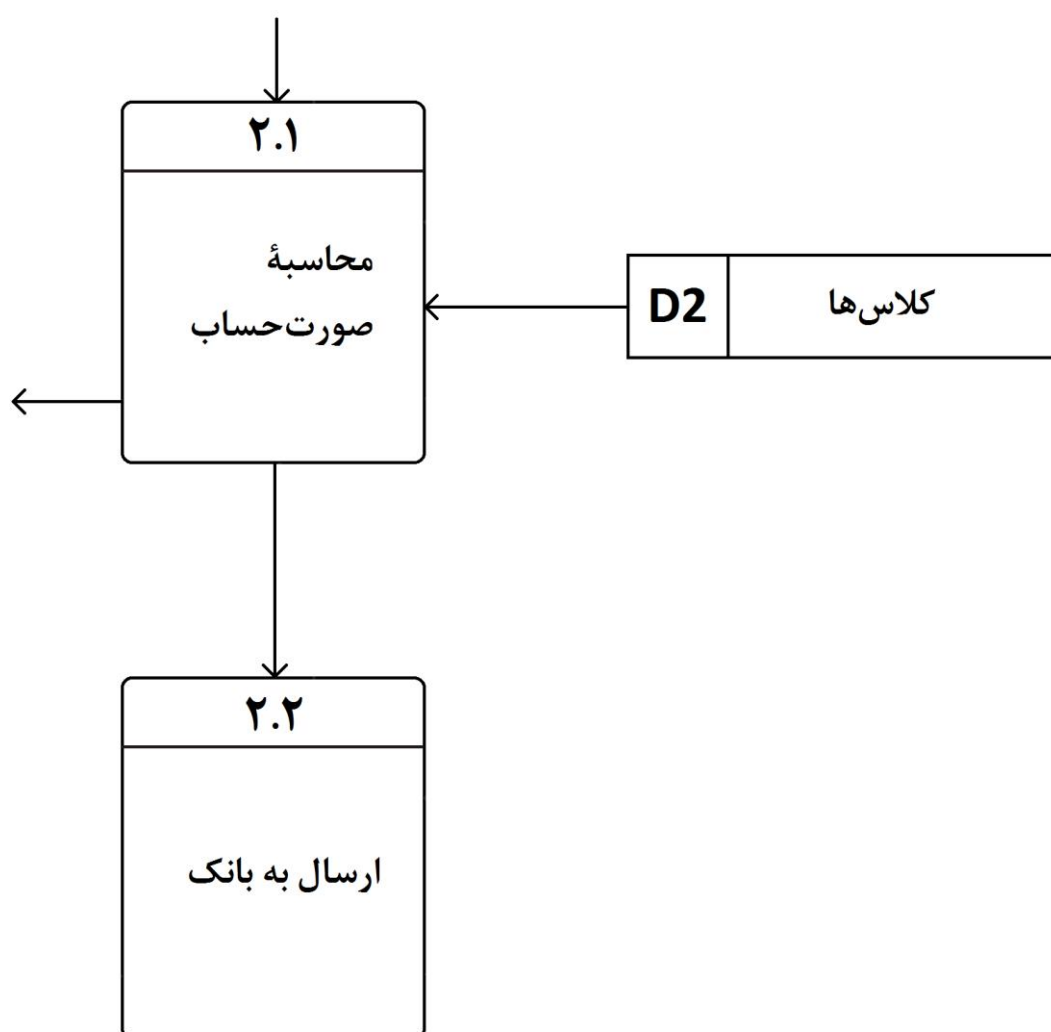 ۲.۱
محاسبهٔ
صورت‌حساب
D2
کلاس‌ها
۲.۲
ارسال به بانک